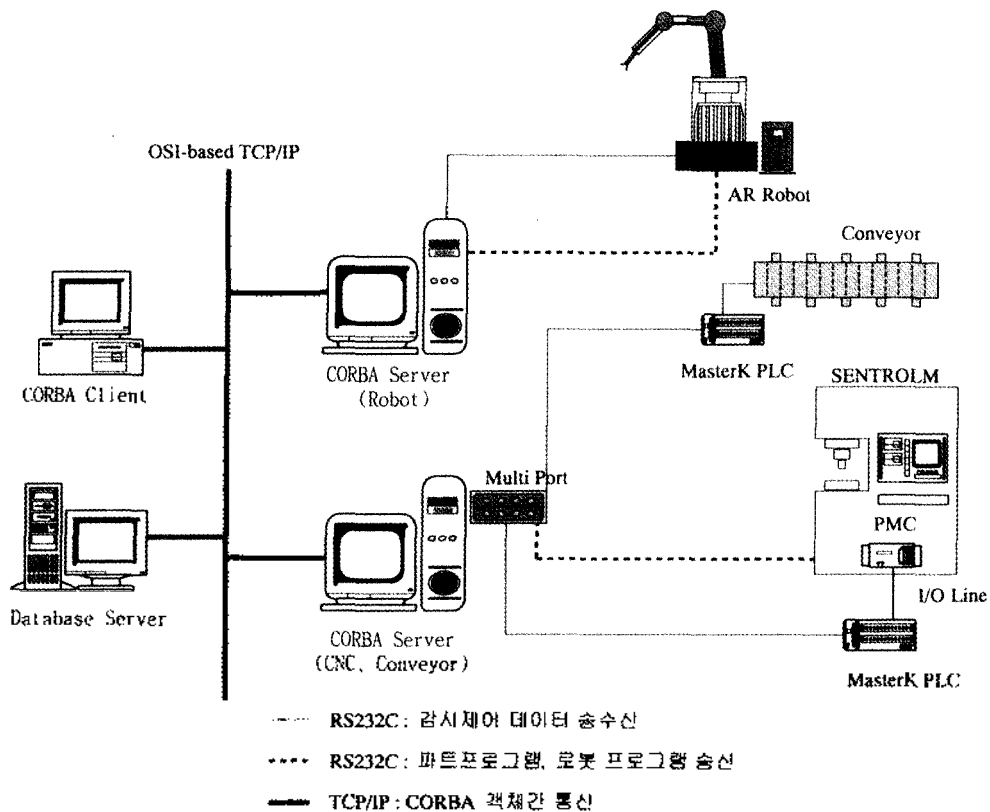 OSI-based TCP/IP
AR Robot
Conveyor
CORBA Client
CORBA Server
(Robot)
MasterK PLC
SENTROLM
Multi Port
PMC
I/O Line
Database Server
CORBA Server
(CNC, Conveyor)
MasterK PLC
RS232C : 감시제어 데이터 송수신
RS232C : 파트프로그램, 로봇 프로그램 송신
TCP/IP : CORBA 객체간 통신